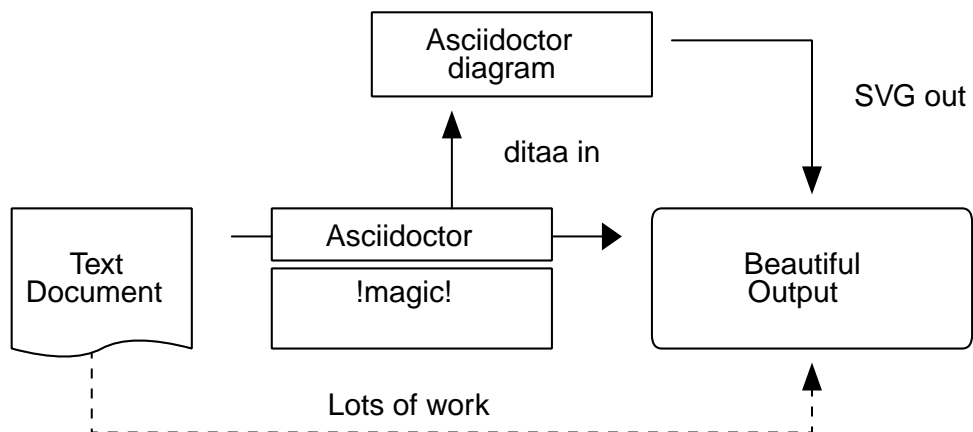 Asciidoctor
diagram
SVG out
ditaa in
Text
Document
Asciidoctor
!magic!
Beautiful
Output
Lots of work